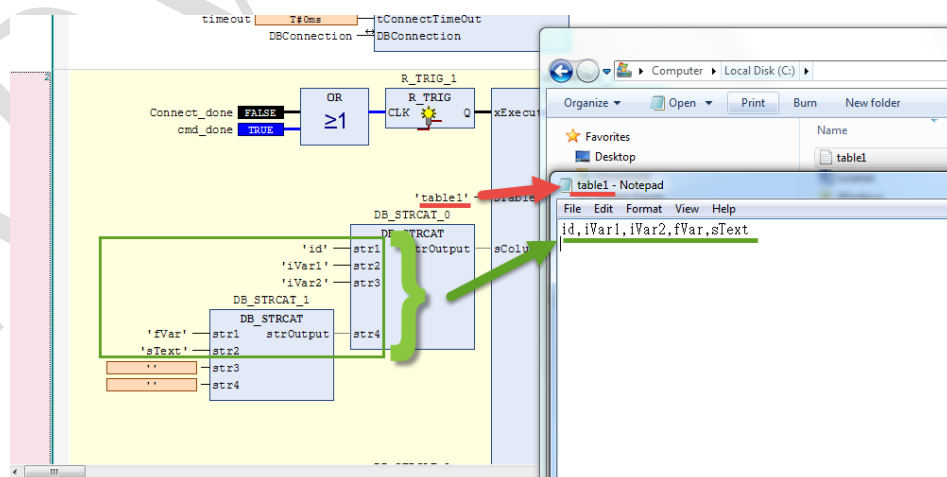 timeout T#0ms tConnectTimeOut
DBConnection DBConnection
2
R_TRIG_1
OR R_TRIG
Connect_done FALSE ≥1 CLK Q xExecut
cmd_done TRUE
'table1' sTable
DB_STRCAT_0
DB_STRCAT
'id' str1 strOutput sColu
'iVar1' str2
'iVar2' str3
DB_STRCAT_1
DB_STRCAT
'fVar' str1 strOutput str4
'sText' str2
'' str3
'' str4
Computer Local Disk (C:)
Organize Open Print Burn New folder
Favorites Name
Desktop table1
table1 - Notepad
File Edit Format View Help
id,iVar1,iVar2,fVar,sText